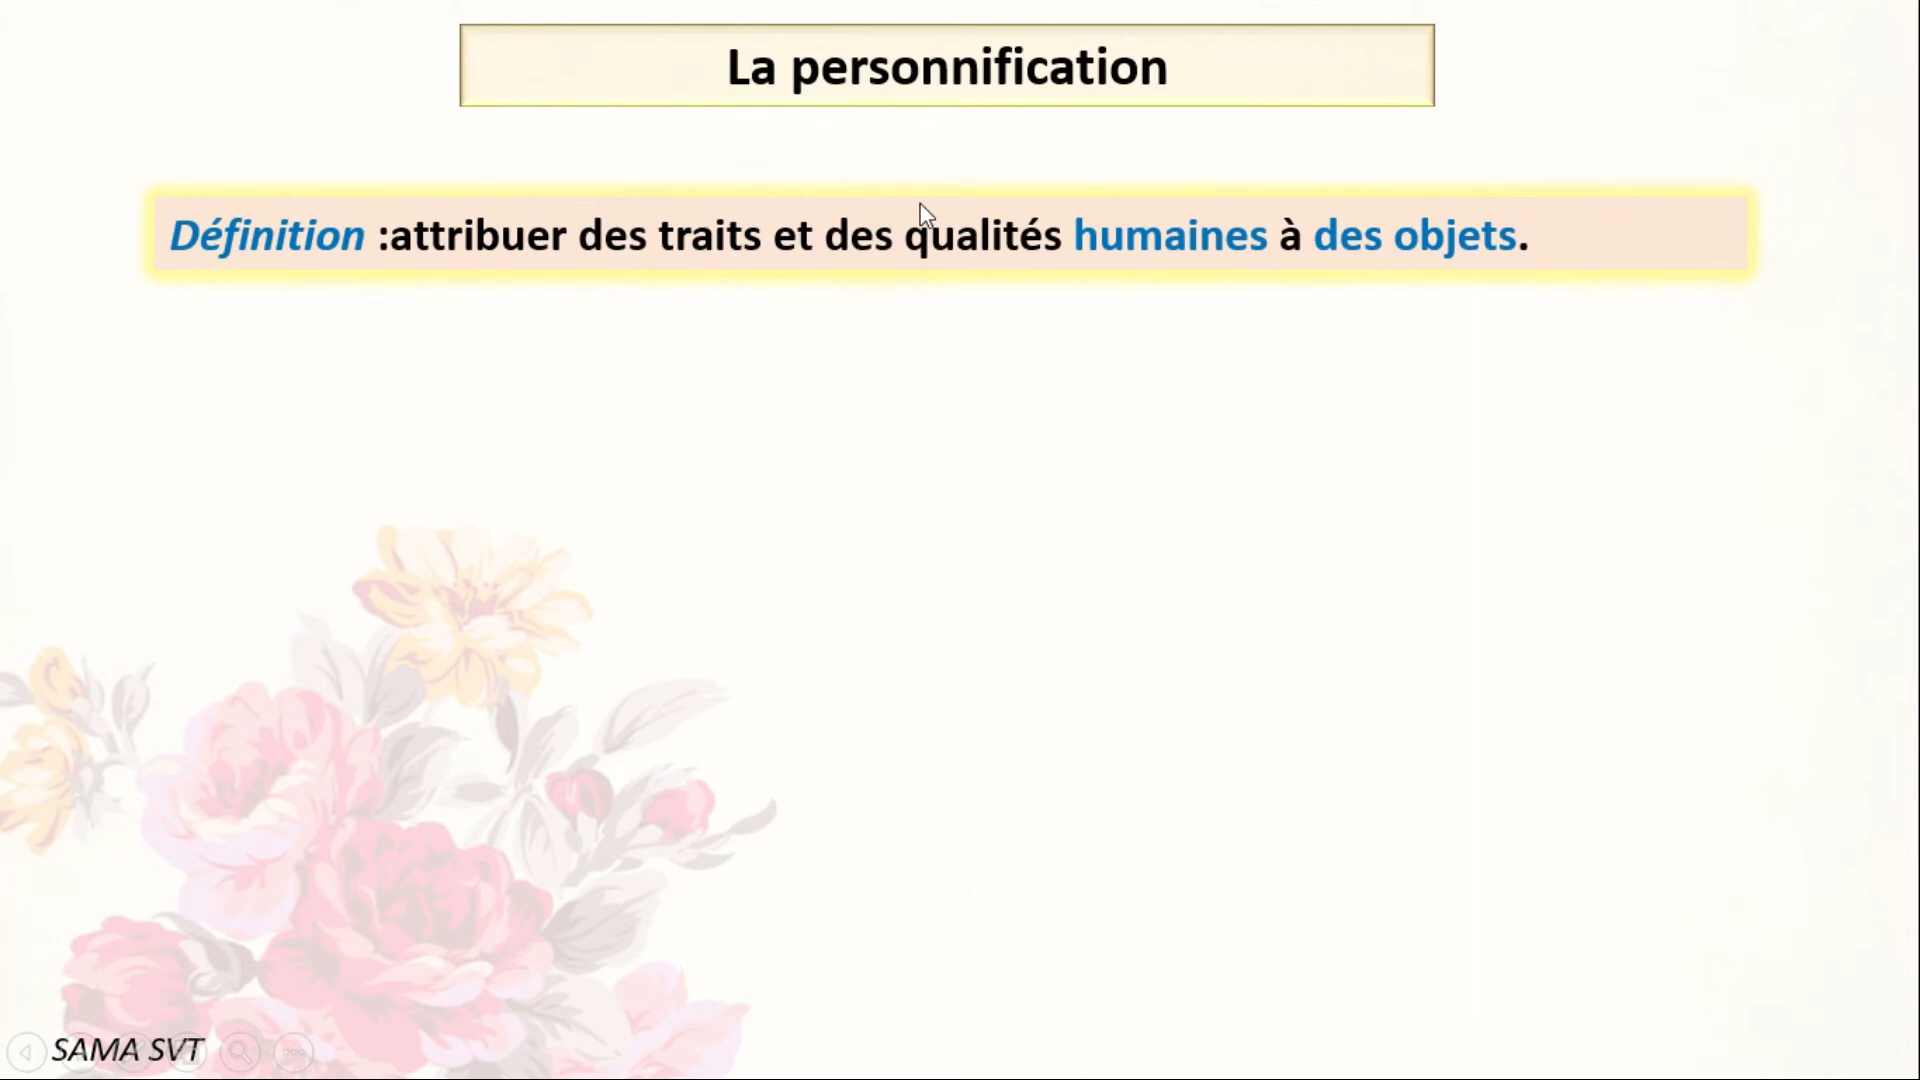 La personnification
Définition :attribuer des traits et des qualités humaines à des objets.
SAMA SVT